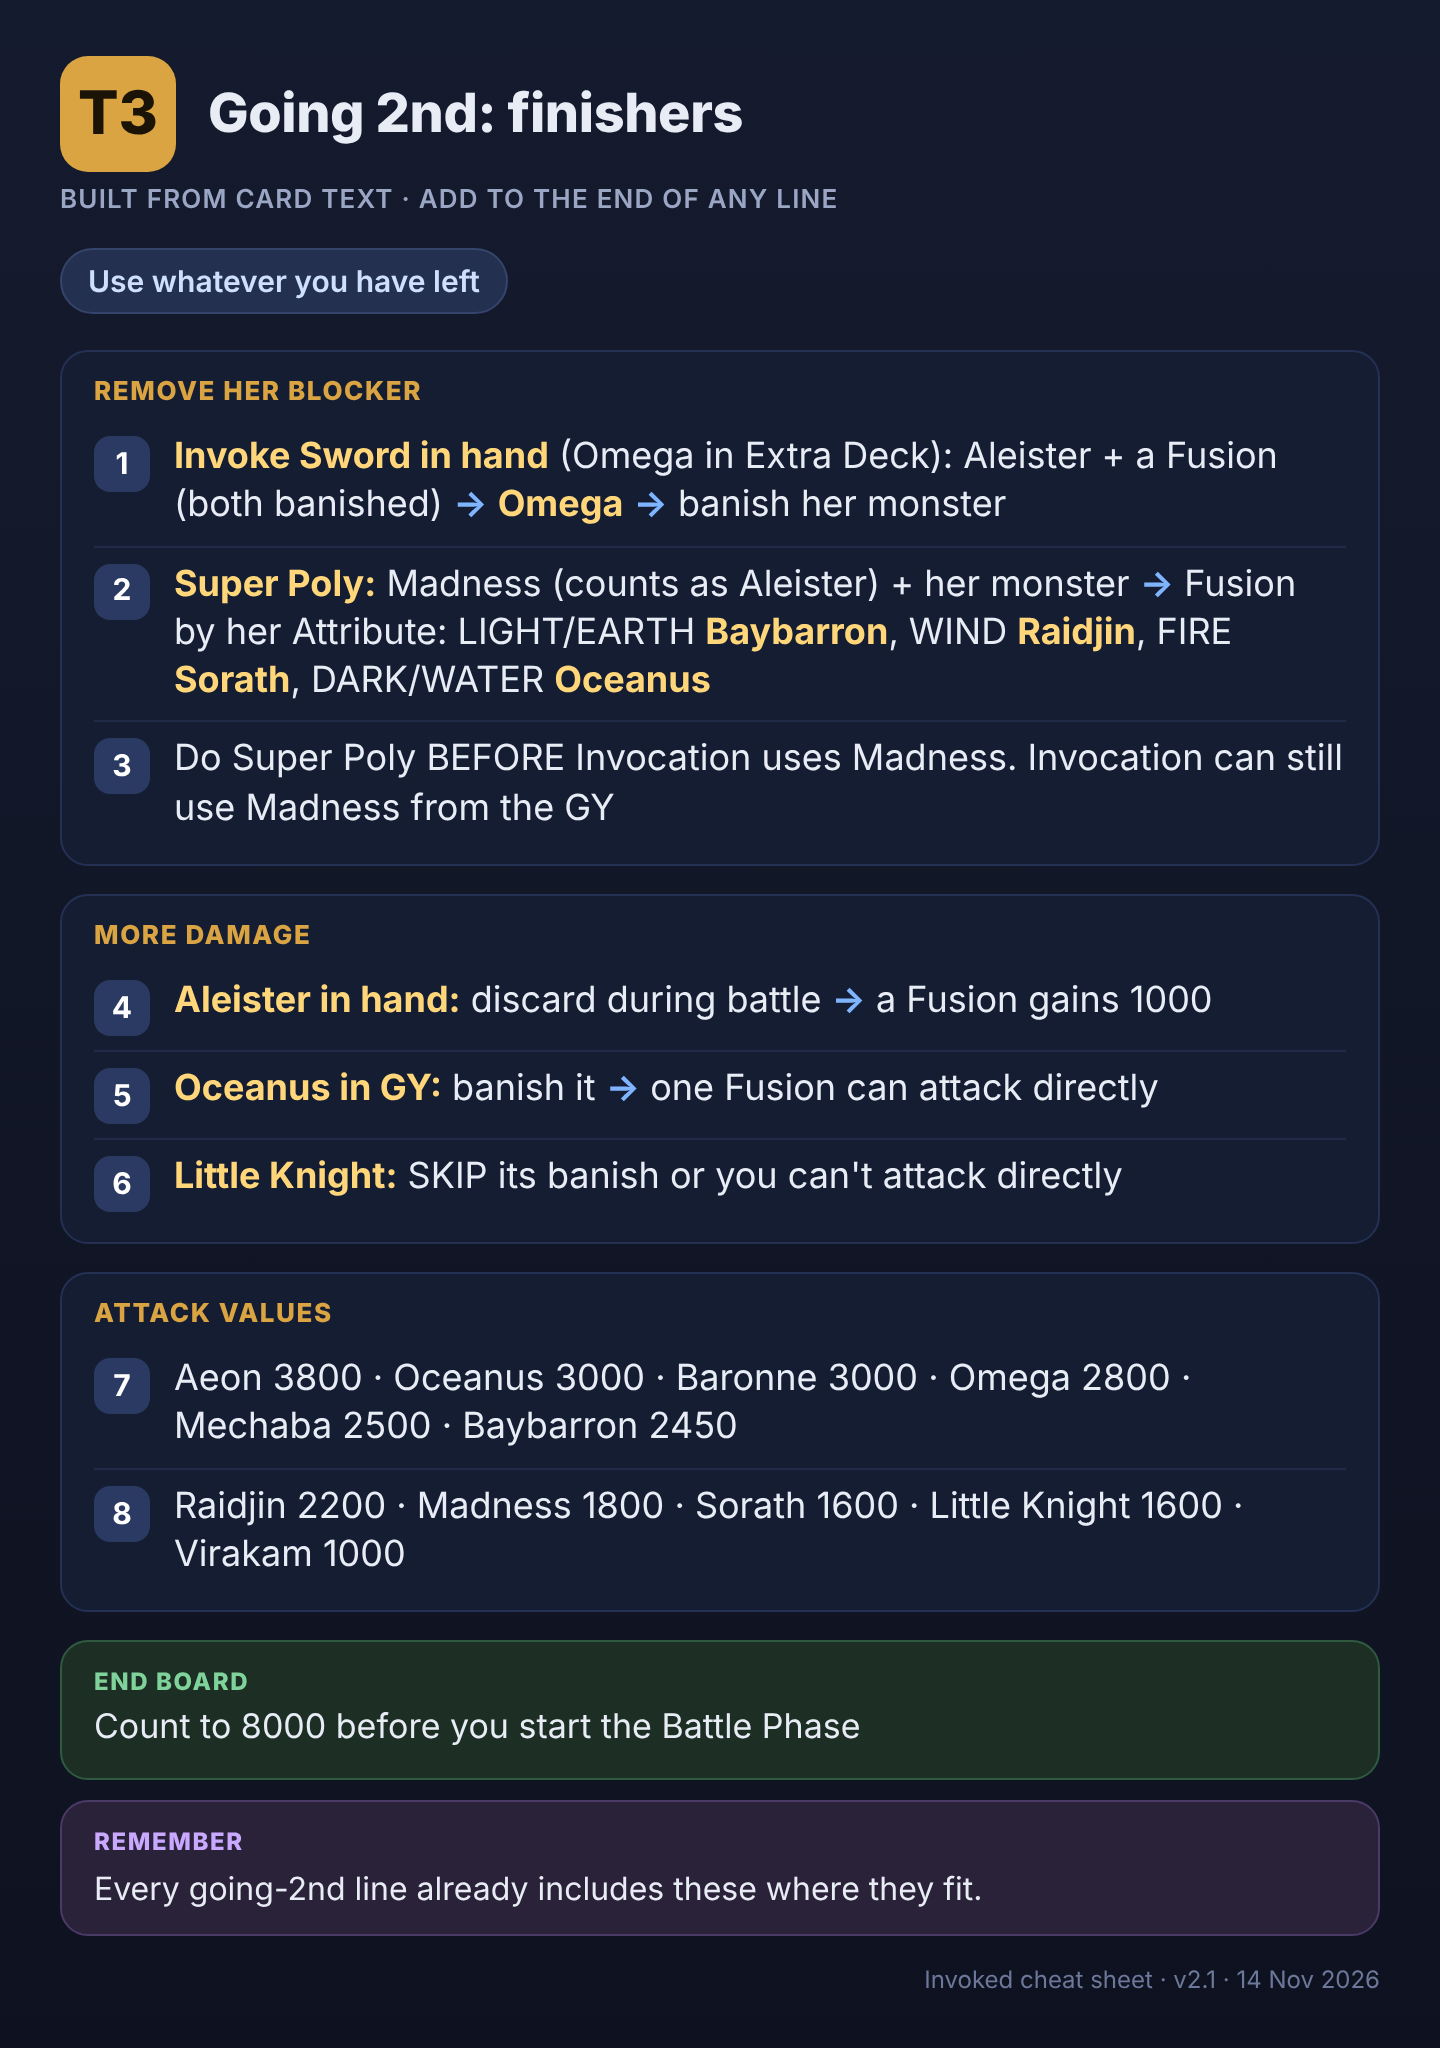 T3
Going 2nd: finishers
BUILT FROM CARD TEXT · ADD TO THE END OF ANY LINE
Use whatever you have left
REMOVE HER BLOCKER
1
Invoke Sword in hand (Omega in Extra Deck): Aleister + a Fusion
(both banished) → Omega → banish her monster
2
Super Poly: Madness (counts as Aleister) + her monster → Fusion
by her Attribute: LIGHT/EARTH Baybarron, WIND Raidjin, FIRE
Sorath, DARK/WATER Oceanus
3
Do Super Poly BEFORE Invocation uses Madness. Invocation can still
use Madness from the GY
MORE DAMAGE
4
Aleister in hand: discard during battle → a Fusion gains 1000
5
Oceanus in GY: banish it → one Fusion can attack directly
6
Little Knight: SKIP its banish or you can't attack directly
ATTACK VALUES
7
Aeon 3800 · Oceanus 3000 · Baronne 3000 · Omega 2800 ·
Mechaba 2500 · Baybarron 2450
8
Raidjin 2200 · Madness 1800 · Sorath 1600 · Little Knight 1600 ·
Virakam 1000
END BOARD
Count to 8000 before you start the Battle Phase
REMEMBER
Every going-2nd line already includes these where they fit.
Invoked cheat sheet · v2.1 · 14 Nov 2026